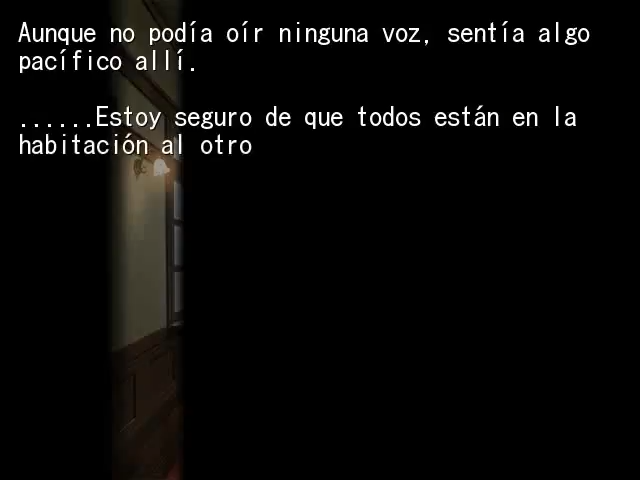 Aunque no podía oír ninguna voz, sentía algo
pacífico allí.
......Estoy seguro de que todos están en la
habitación al otro